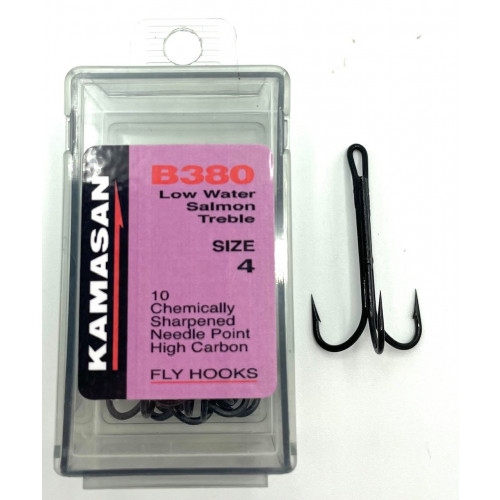 KAMASAN
B380
Low Water
Salmon
Treble
SIZE
4
10
Chemically
Sharpened
Needle Point
High Carbon
FLY HOOKS